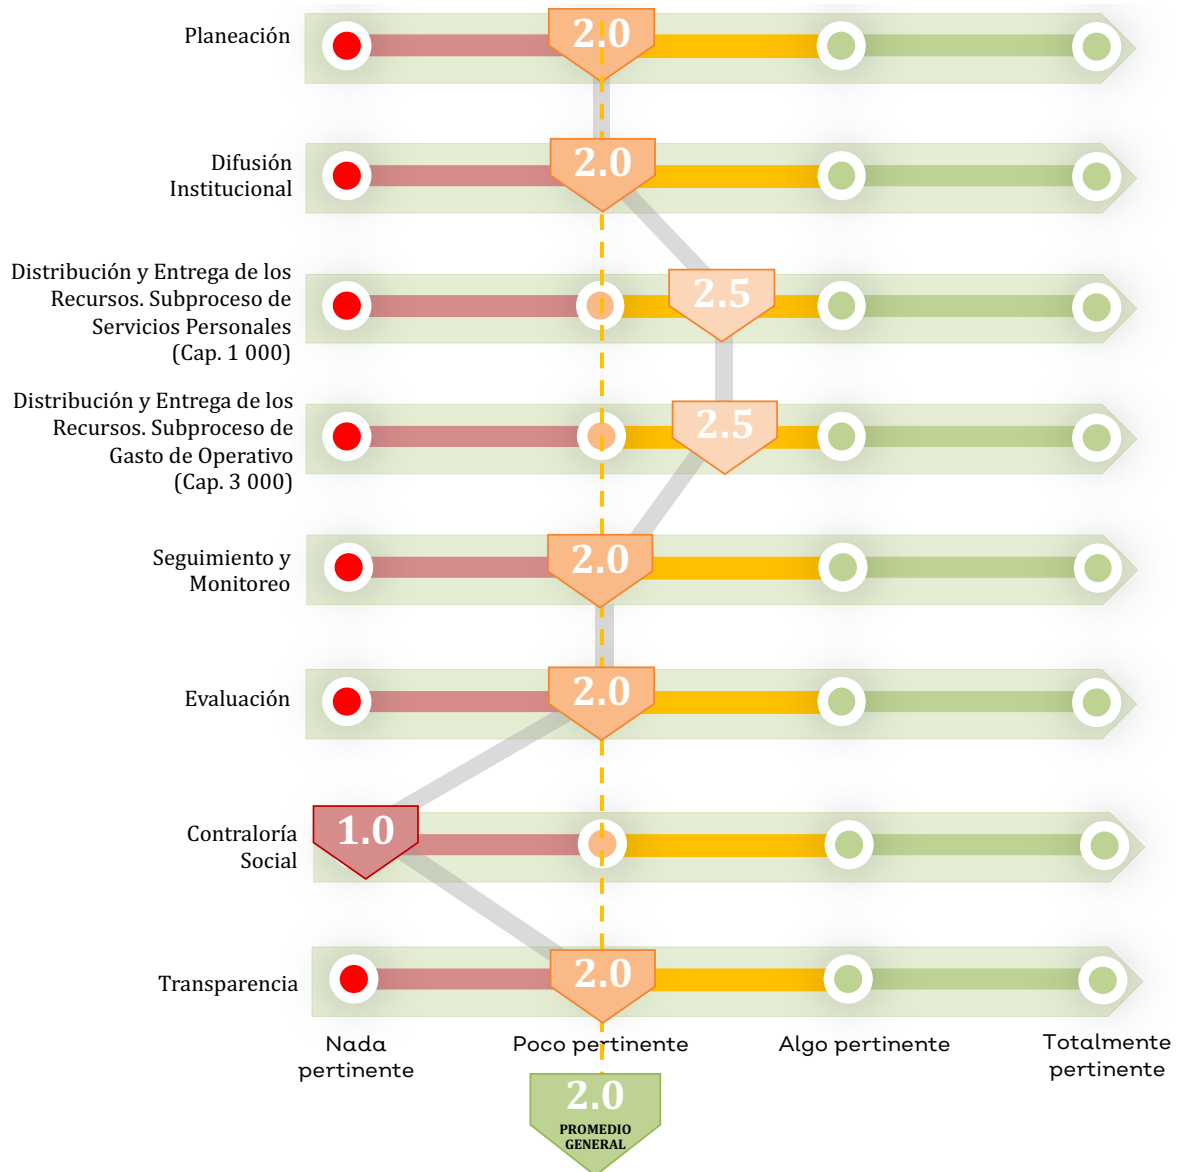 Planeación
2.0
Difusión
Institucional
2.0
Distribución y Entrega de los
Recursos. Subproceso de
Servicios Personales
(Cap. 1 000)
2.5
Distribución y Entrega de los
Recursos. Subproceso de
Gasto de Operativo
(Cap. 3 000)
2.5
Seguimiento y
Monitoreo
2.0
Evaluación
2.0
Contraloría
Social
1.0
Transparencia
2.0
Nada
pertinente
Poco pertinente
Algo pertinente
Totalmente
pertinente
2.0
PROMEDIO
GENERAL